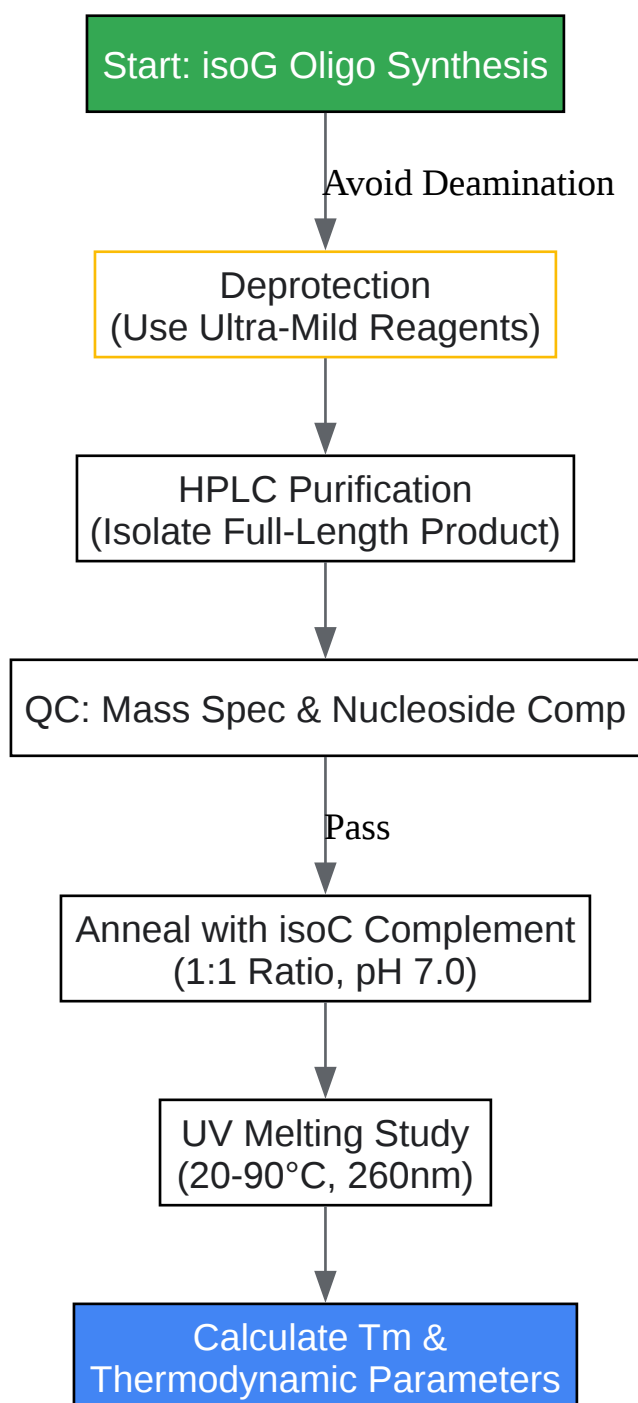 Start: isoG Oligo Synthesis
Avoid Deamination
Deprotection
(Use Ultra-Mild Reagents)
HPLC Purification
(Isolate Full-Length Product)
QC: Mass Spec & Nucleoside Comp
Pass
Anneal with isoC Complement
(1:1 Ratio, pH 7.0)
UV Melting Study
(20-90°C, 260nm)
Calculate Tm &
Thermodynamic Parameters